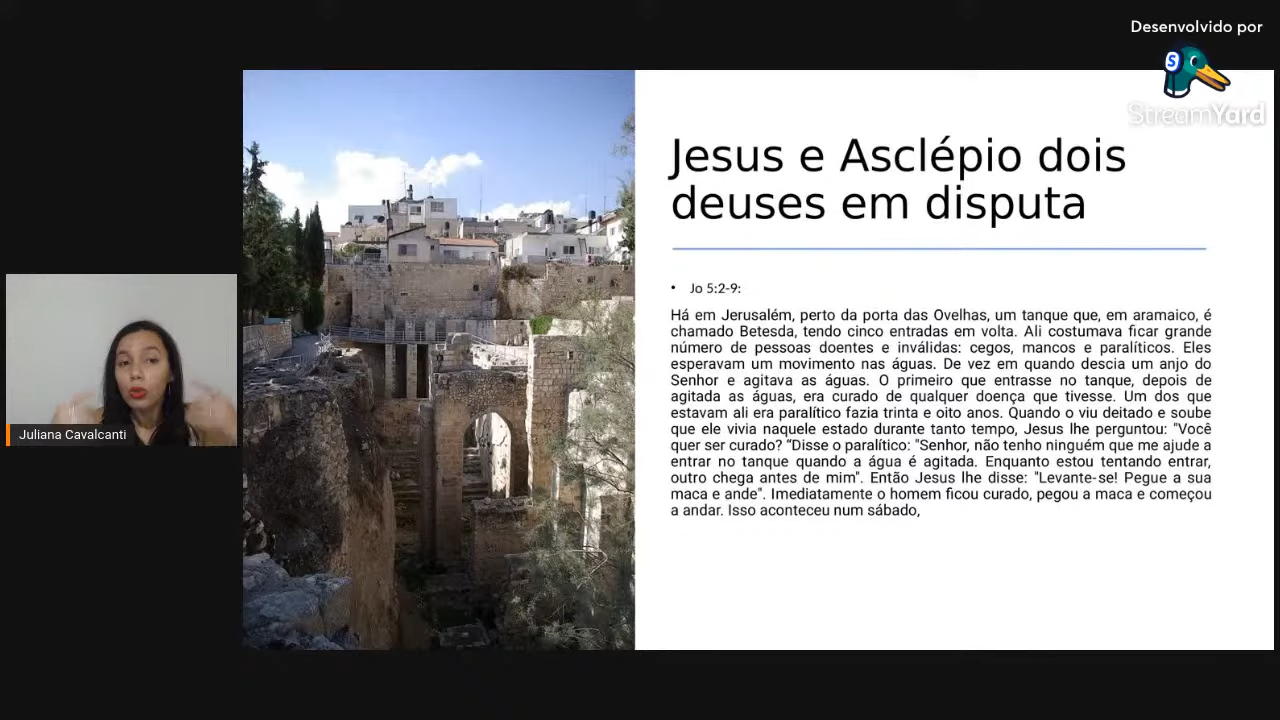 Desenvolvido por
StreamYard
Jesus e Asclépio dois
deuses em disputa
• Jo 5:2-9:
Há em Jerusalém, perto da porta das Ovelhas, um tanque que, em aramaico, é
chamado Betesda, tendo cinco entradas em volta. Ali costumava ficar grande
número de pessoas doentes e inválidas: cegos, mancos e paralíticos. Eles
esperavam um movimento nas águas. De vez em quando descia um anjo do
Senhor e agitava as águas. O primeiro que entrasse no tanque, depois de
agitada as águas, era curado de qualquer doença que tivesse. Um dos que
estavam ali era paralítico fazia trinta e oito anos. Quando o viu deitado e soube
que ele vivia naquele estado durante tanto tempo, Jesus lhe perguntou: "Você
quer ser curado? “Disse o paralítico: "Senhor, não tenho ninguém que me ajude a
entrar no tanque quando a água é agitada. Enquanto estou tentando entrar,
outro chega antes de mim". Então Jesus lhe disse: "Levante-se! Pegue a sua
maca e ande". Imediatamente o homem ficou curado, pegou a maca e começou
a andar. Isso aconteceu num sábado,
Juliana Cavalcanti